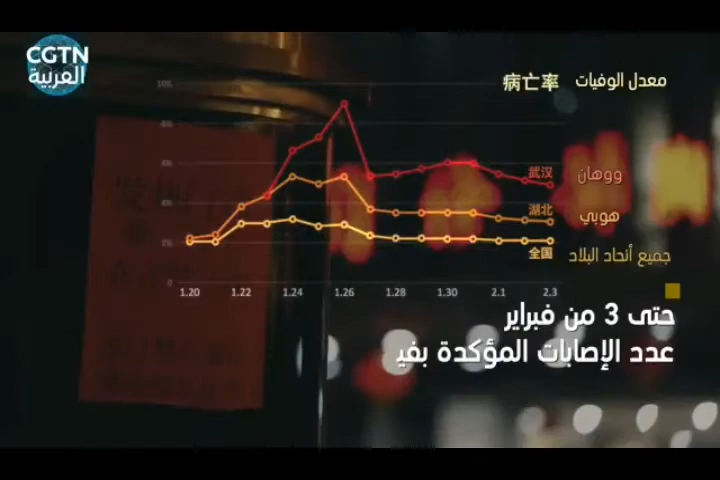 CGTN
العربية
病亡率 معدل الوفيات
10%
8%
6%
4%
2%
0
武汉 ووهان
湖北 هوبي
全国 جميع أنحاد البلاد
1.20 1.22 1.24 1.26 1.28 1.30 2.1 2.3
حتى 3 من فبراير
عدد الإصابات المؤكدة بفي